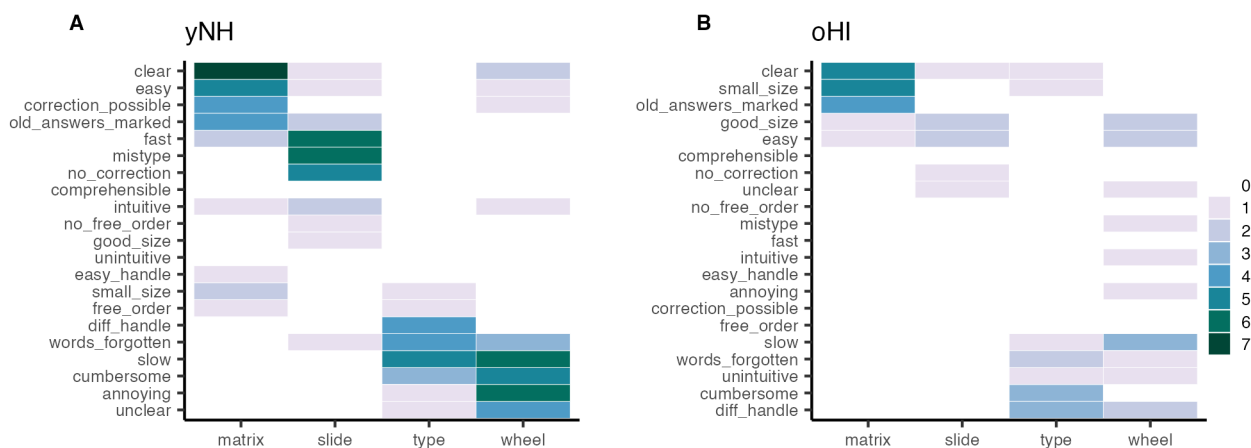 A
yNH
clear
easy
correction_possible
old_answers_marked
fast
mistype
no_correction
comprehensible
intuitive
no_free_order
good_size
unintuitive
easy_handle
small_size
free_order
diff_handle
words_forgotten
slow
cumbersome
annoying
unclear
matrix slide type wheel
B
oHI
clear
small_size
old_answers_marked
good_size
easy
comprehensible
no_correction
unclear
no_free_order
mistype
fast
intuitive
easy_handle
annoying
correction_possible
free_order
slow
words_forgotten
unintuitive
cumbersome
diff_handle
matrix slide type wheel
0
1
2
3
4
5
6
7